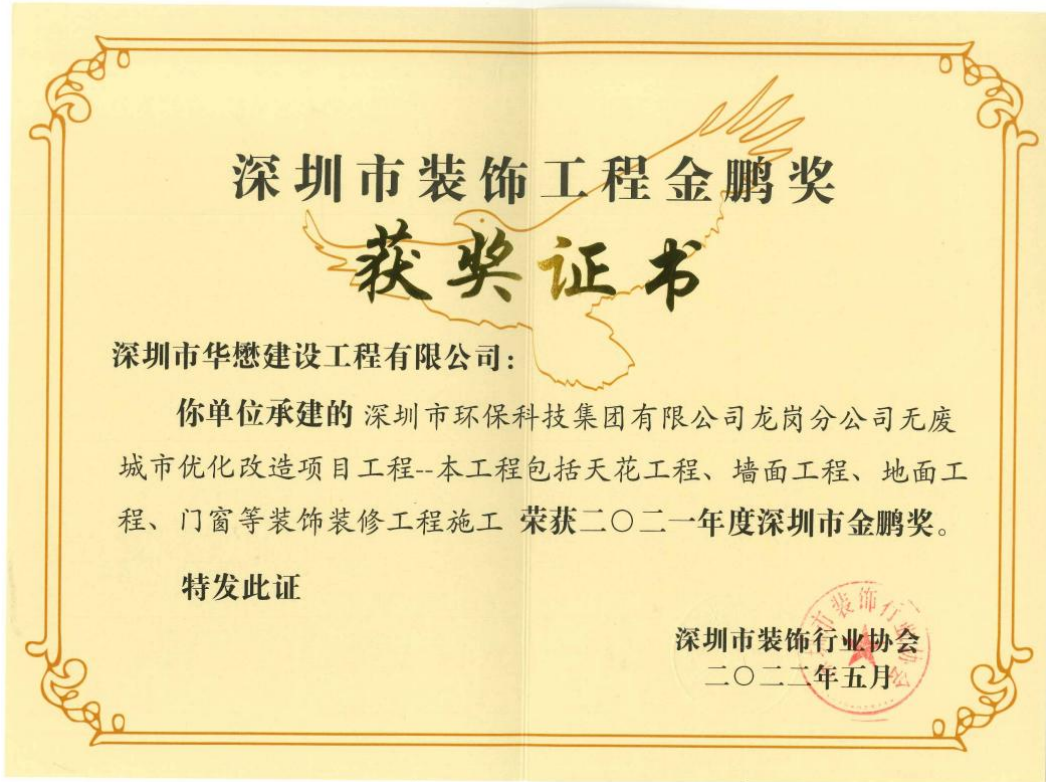 深圳市装饰工程金鹏奖
获奖证书
深圳市华懋建设工程有限公司：
你单位承建的 深圳市环保科技集团有限公司龙岗分公司无废
城市优化改造项目工程--本工程包括天花工程、墙面工程、地面工
程、门窗等装饰装修工程施工 荣获二〇二一年度深圳市金鹏奖。
特发此证
深圳市装饰行业协会
二〇二二年五月